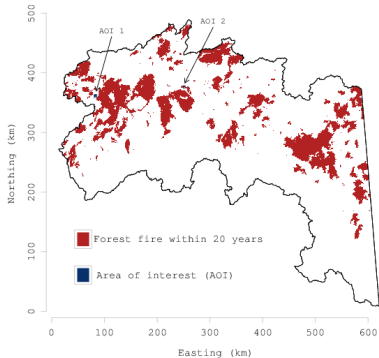 AOI 1
AOI 2
Northing (km)
500
400
300
200
100
0
Forest fire within 20 years
Area of interest (AOI)
0 100 200 300 400 500 600
Easting (km)